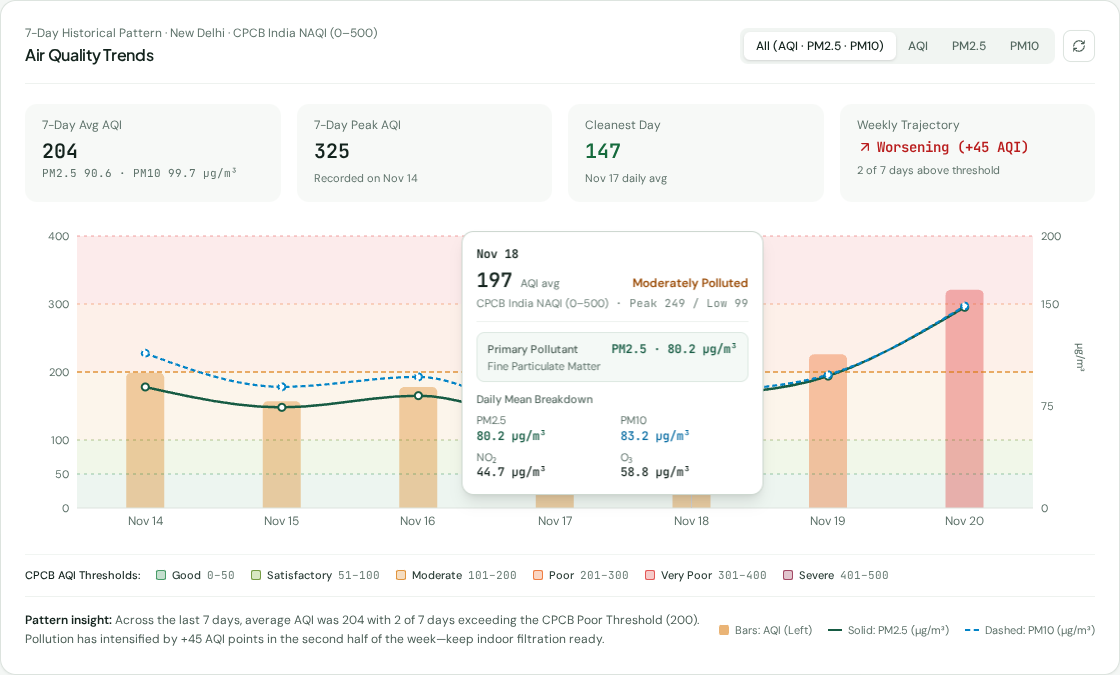 7-Day Historical Pattern · New Delhi · CPCB India NAQI (0–500)
Air Quality Trends
All (AQI · PM2.5 · PM10) AQI PM2.5 PM10
7-Day Avg AQI
204
PM2.5 90.6 · PM10 99.7 µg/m³
7-Day Peak AQI
325
Recorded on Nov 14
Cleanest Day
147
Nov 17 daily avg
Weekly Trajectory
Worsening (+45 AQI)
2 of 7 days above threshold
400
300
200
100
50
0
200
150
75
0
µg/m³
Nov 18
197 AQI avg Moderately Polluted
CPCB India NAQI (0–500) · Peak 249 / Low 99
Primary Pollutant PM2.5 · 80.2 µg/m³
Fine Particulate Matter
Daily Mean Breakdown
PM2.5 PM10
80.2 µg/m³ 83.2 µg/m³
NO₂ O₃
44.7 µg/m³ 58.8 µg/m³
Nov 14 Nov 15 Nov 16 Nov 17 Nov 18 Nov 19 Nov 20
CPCB AQI Thresholds: Good 0–50 Satisfactory 51–100 Moderate 101–200 Poor 201–300 Very Poor 301–400 Severe 401–500
Pattern insight: Across the last 7 days, average AQI was 204 with 2 of 7 days exceeding the CPCB Poor Threshold (200).
Pollution has intensified by +45 AQI points in the second half of the week—keep indoor filtration ready.
Bars: AQI (Left) Solid: PM2.5 (µg/m³) Dashed: PM10 (µg/m³)